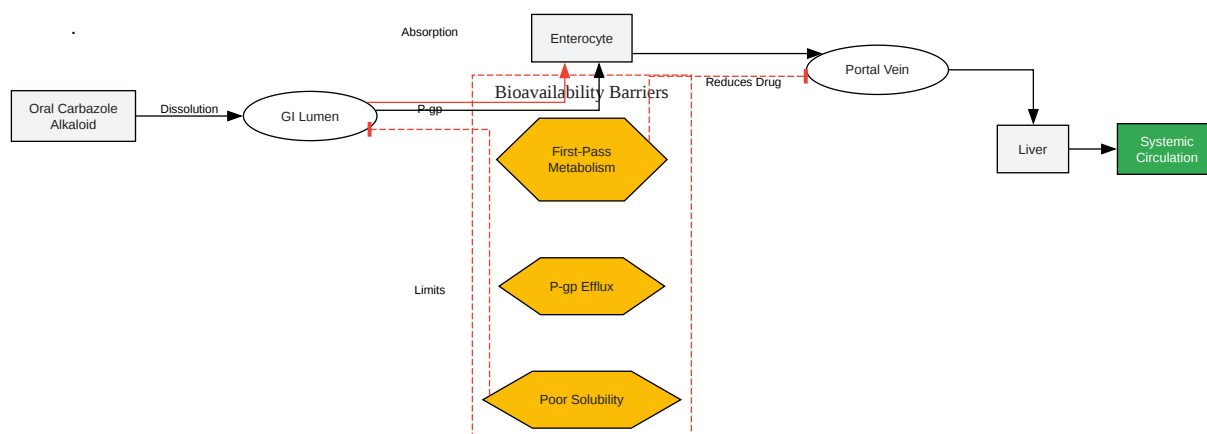 Absorption
Enterocyte
Portal Vein
Reduces Drug
Bioavailability Barriers
Oral Carbazole
Alkaloid
Dissolution
GI Lumen
P-gp
First-Pass
Metabolism
Liver
Systemic
Circulation
P-gp Efflux
Limits
Poor Solubility